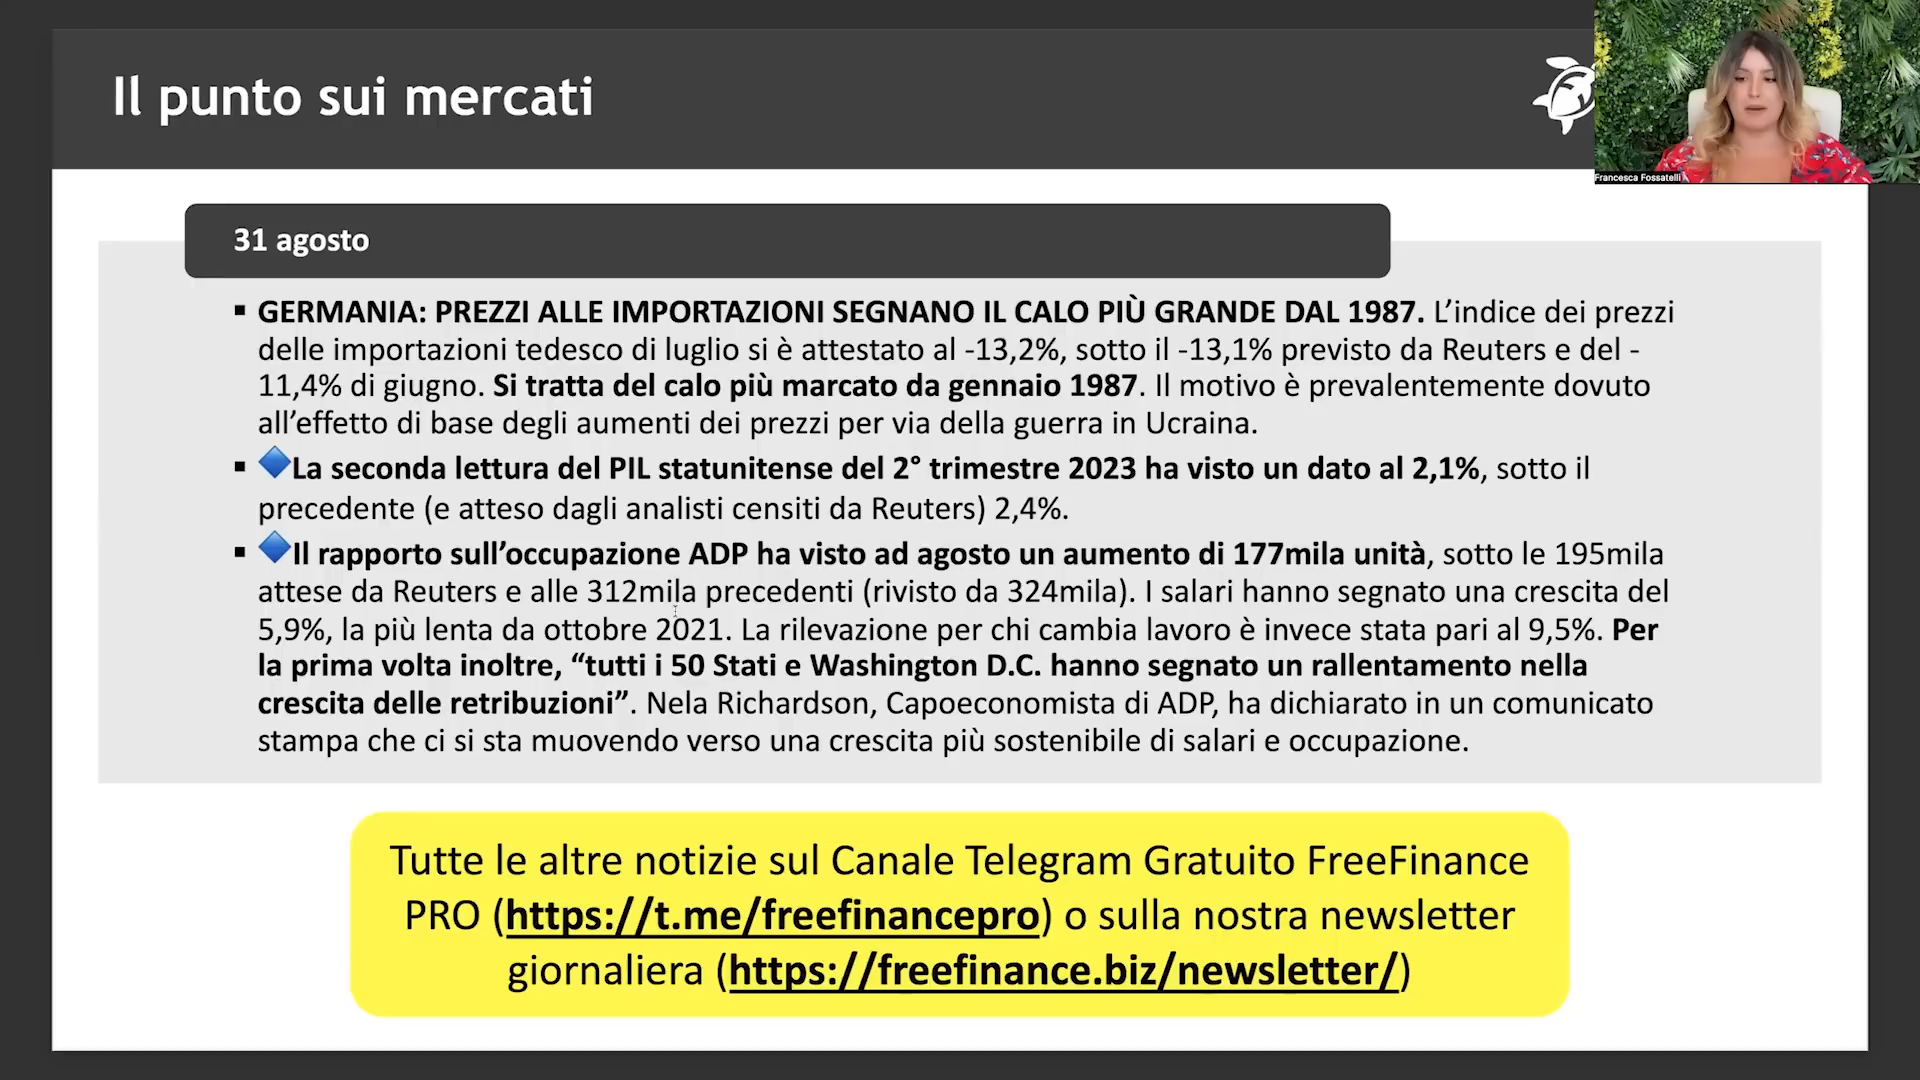 Il punto sui mercati
Francesca Fossatelli
31 agosto
▪ GERMANIA: PREZZI ALLE IMPORTAZIONI SEGNANO IL CALO PIÙ GRANDE DAL 1987. L’indice dei prezzi
delle importazioni tedesco di luglio si è attestato al -13,2%, sotto il -13,1% previsto da Reuters e del -
11,4% di giugno. Si tratta del calo più marcato da gennaio 1987. Il motivo è prevalentemente dovuto
all’effetto di base degli aumenti dei prezzi per via della guerra in Ucraina.
▪ 🔷La seconda lettura del PIL statunitense del 2° trimestre 2023 ha visto un dato al 2,1%, sotto il
precedente (e atteso dagli analisti censiti da Reuters) 2,4%.
▪ 🔷Il rapporto sull’occupazione ADP ha visto ad agosto un aumento di 177mila unità, sotto le 195mila
attese da Reuters e alle 312mila precedenti (rivisto da 324mila). I salari hanno segnato una crescita del
5,9%, la più lenta da ottobre 2021. La rilevazione per chi cambia lavoro è invece stata pari al 9,5%. Per
la prima volta inoltre, “tutti i 50 Stati e Washington D.C. hanno segnato un rallentamento nella
crescita delle retribuzioni”. Nela Richardson, Capoeconomista di ADP, ha dichiarato in un comunicato
stampa che ci si sta muovendo verso una crescita più sostenibile di salari e occupazione.
Tutte le altre notizie sul Canale Telegram Gratuito FreeFinance
PRO (https://t.me/freefinancepro) o sulla nostra newsletter
giornaliera (https://freefinance.biz/newsletter/)